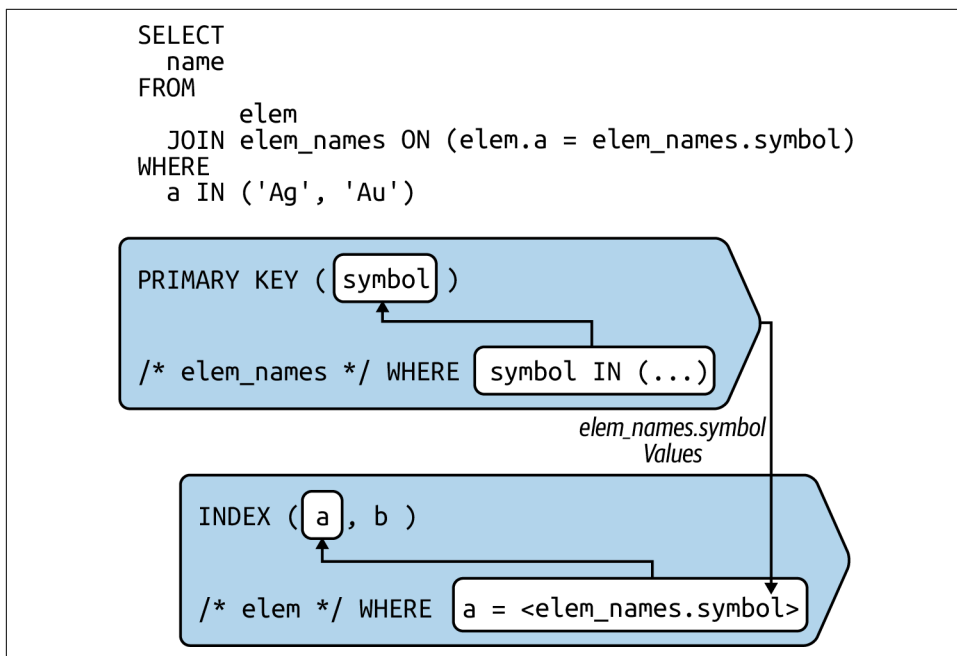 SELECT
  name
FROM
       elem
  JOIN elem_names ON (elem.a = elem_names.symbol)
WHERE
  a IN ('Ag', 'Au')
PRIMARY KEY ( symbol )
/* elem_names */ WHERE symbol IN (...)
elem_names.symbol
Values
INDEX ( a , b )
/* elem */ WHERE a = <elem_names.symbol>